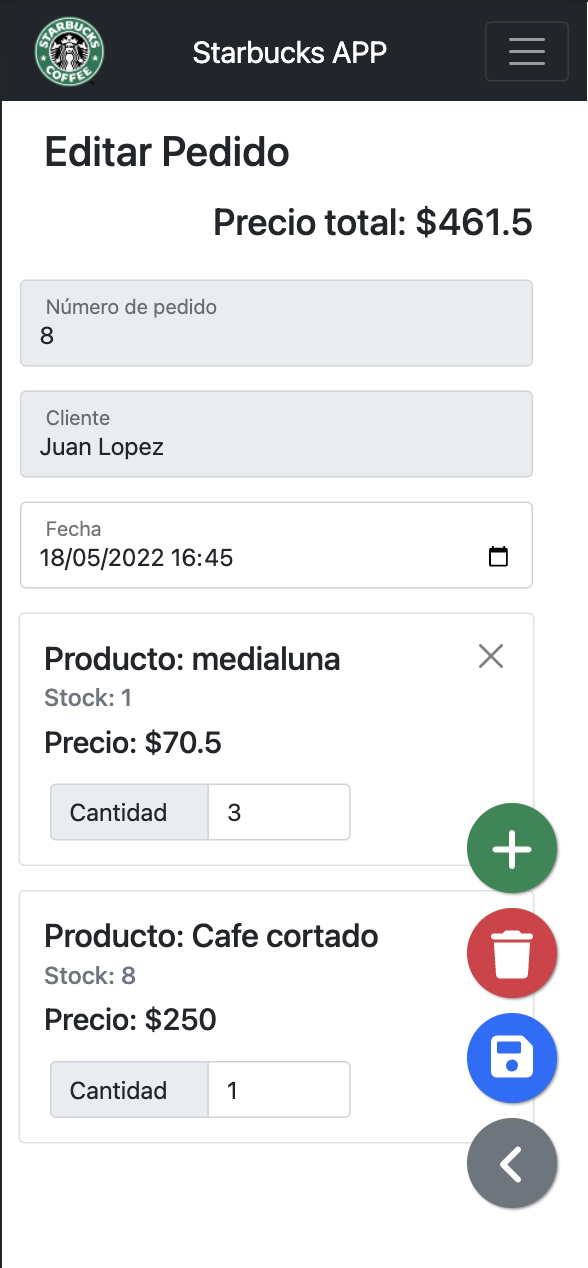 STARBUCKS
COFFEE
Starbucks APP
Editar Pedido
Precio total: $461.5
Número de pedido
8
Cliente
Juan Lopez
Fecha
18/05/2022 16:45
Producto: medialuna
Stock: 1
Precio: $70.5
Cantidad 3
Producto: Cafe cortado
Stock: 8
Precio: $250
Cantidad 1